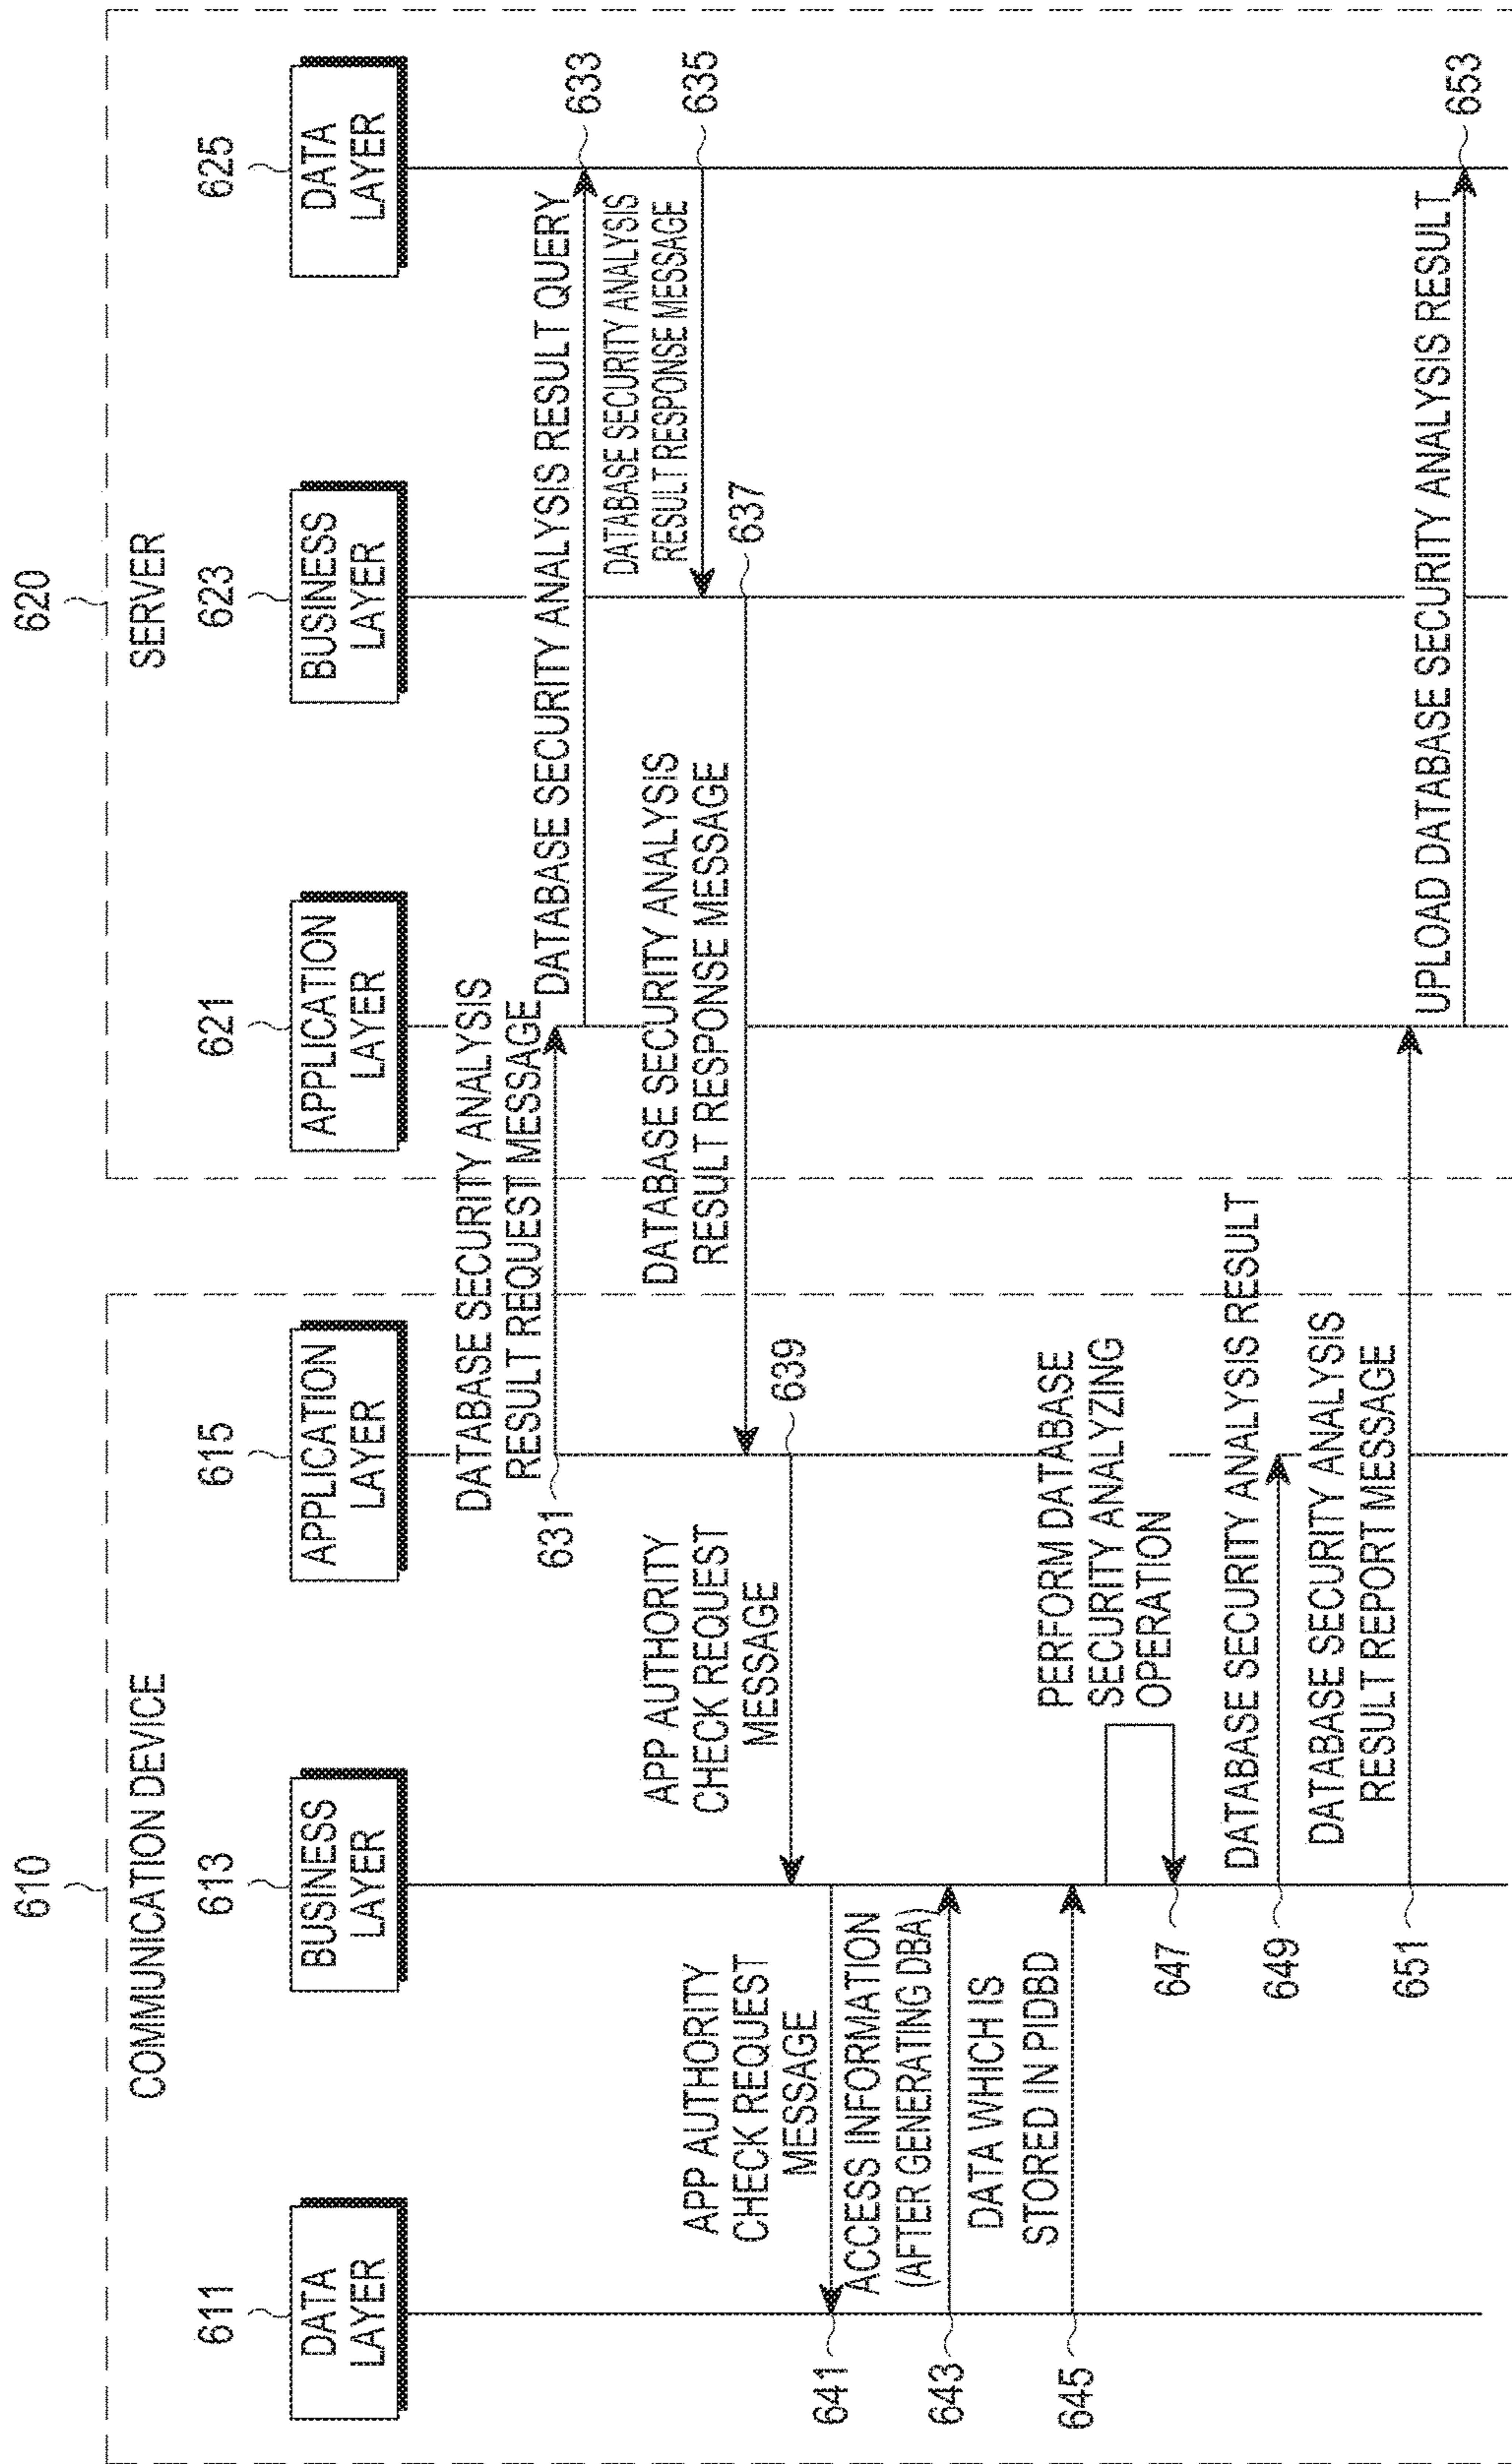 610
COMMUNICATION DEVICE
620
SERVER
611
DATA
LAYER
613
BUSINESS
LAYER
615
APPLICATION
LAYER
621
APPLICATION
LAYER
623
BUSINESS
LAYER
625
DATA
LAYER
DATABASE SECURITY ANALYSIS
RESULT REQUEST MESSAGE
631
DATABASE SECURITY ANALYSIS RESULT QUERY
633
DATABASE SECURITY ANALYSIS
RESULT RESPONSE MESSAGE
635
DATABASE SECURITY ANALYSIS
RESULT RESPONSE MESSAGE
637
APP AUTHORITY
CHECK REQUEST
MESSAGE
639
APP AUTHORITY
CHECK REQUEST
MESSAGE
641
ACCESS INFORMATION
(AFTER GENERATING DBA)
643
DATA WHICH IS
STORED IN PIDBD
645
PERFORM DATABASE
SECURITY ANALYZING
OPERATION
647
DATABASE SECURITY ANALYSIS RESULT
649
DATABASE SECURITY ANALYSIS
RESULT REPORT MESSAGE
651
UPLOAD DATABASE SECURITY ANALYSIS RESULT
653